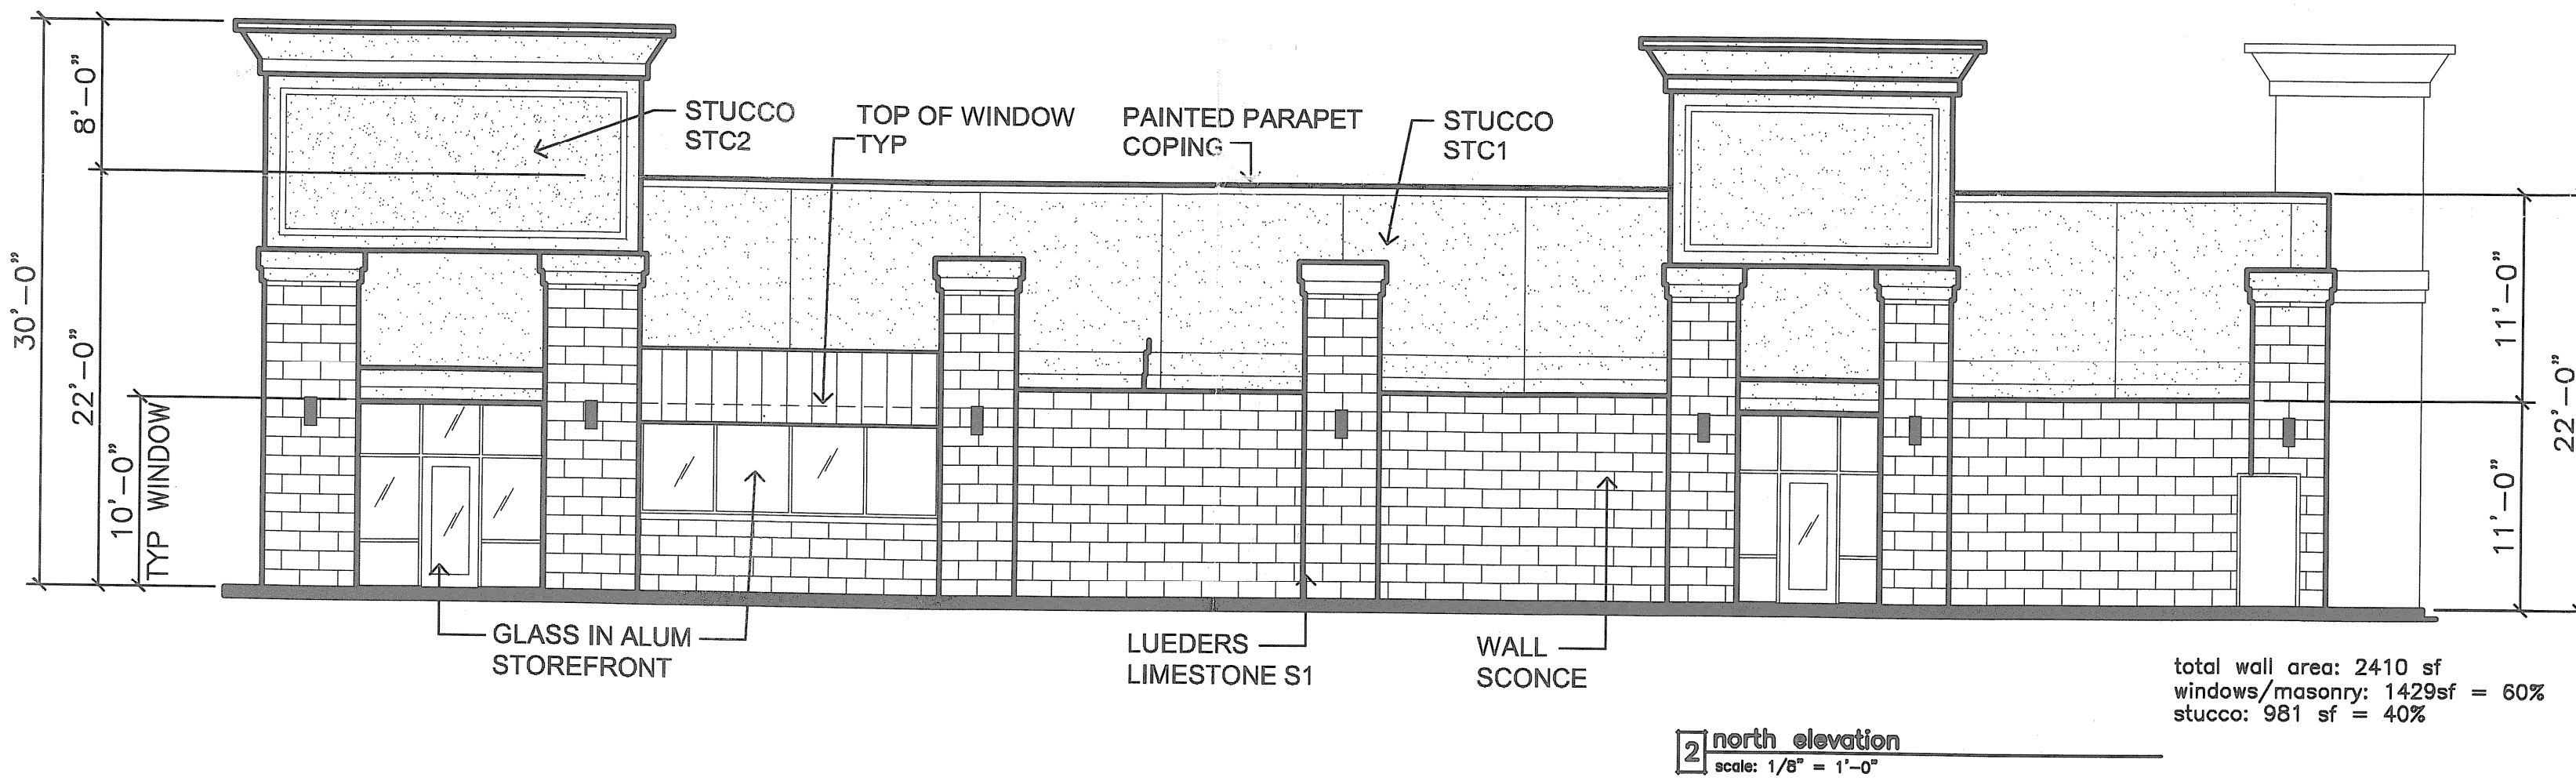 30'-0"
8'-0"
22'-0"
10'-0"
TYP WINDOW
STUCCO
STC2
TOP OF WINDOW
TYP
PAINTED PARAPET
COPING
STUCCO
STC1
11'-0"
11'-0"
22'-0"
GLASS IN ALUM
STOREFRONT
LUEDERS
LIMESTONE S1
WALL
SCONCE
total wall area: 2410 sf
windows/masonry: 1429sf = 60%
stucco: 981 sf = 40%
2 north elevation
scale: 1/8" = 1'-0"